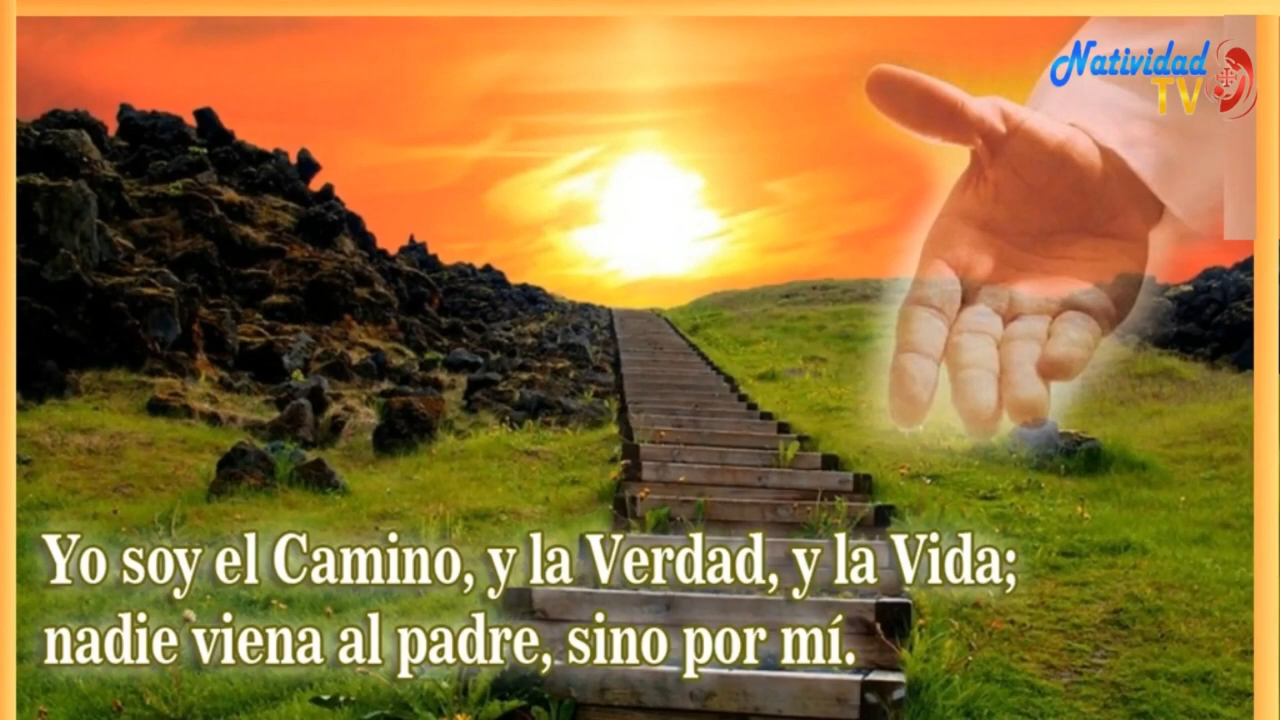 Natividad
TV
Yo soy el Camino, y la Verdad, y la Vida;
nadie viena al padre, sino por mí.